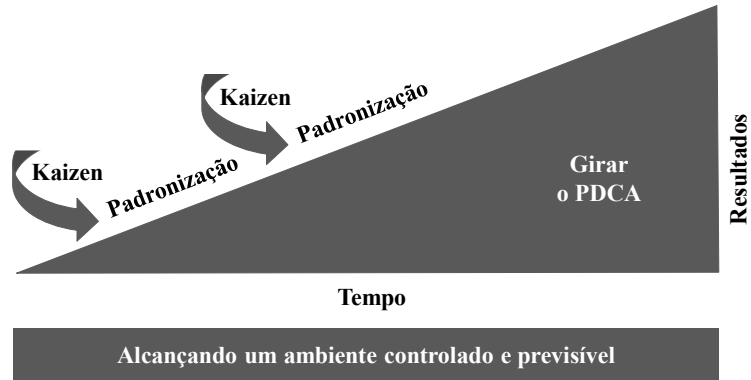 Kaizen
Padronização
Kaizen
Padronização
Girar
o PDCA
Resultados
Tempo
Alcançando um ambiente controlado e previsível